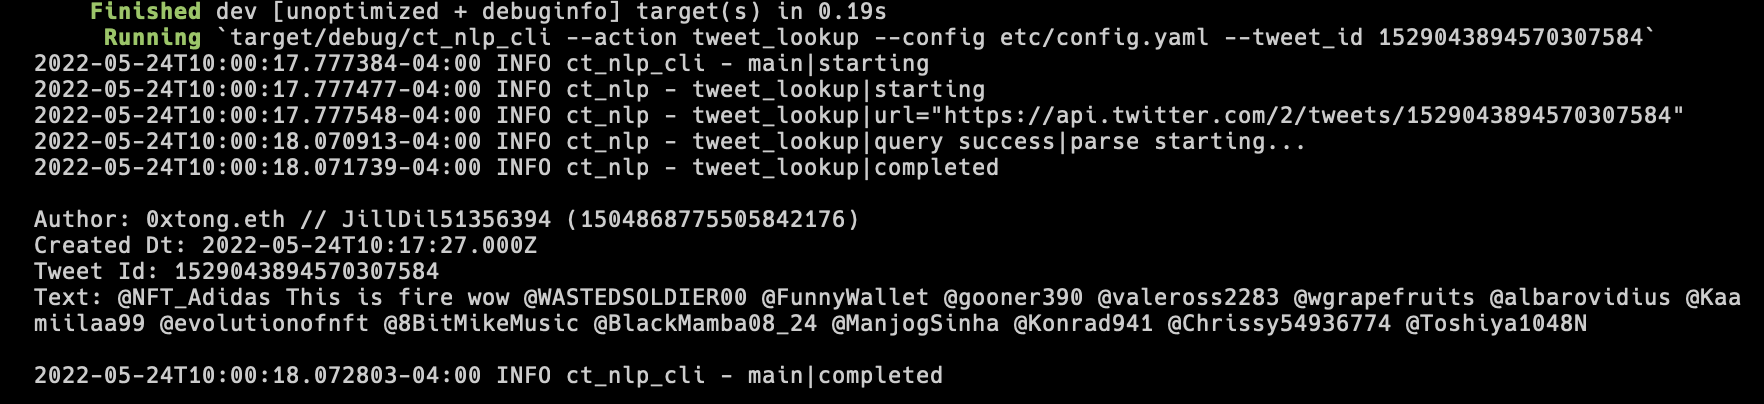 Finished dev [unoptimized + debuginfo] target(s) in 0.19s
Running `target/debug/ct_nlp_cli --action tweet_lookup --config etc/config.yaml --tweet_id 1529043894570307584`
2022-05-24T10:00:17.777384-04:00 INFO ct_nlp_cli - main|starting
2022-05-24T10:00:17.777477-04:00 INFO ct_nlp - tweet_lookup|starting
2022-05-24T10:00:17.777548-04:00 INFO ct_nlp - tweet_lookup|url="https://api.twitter.com/2/tweets/1529043894570307584"
2022-05-24T10:00:18.070913-04:00 INFO ct_nlp - tweet_lookup|query success|parse starting...
2022-05-24T10:00:18.071739-04:00 INFO ct_nlp - tweet_lookup|completed
Author: 0xtong.eth // JillDil51356394 (1504868775505842176)
Created Dt: 2022-05-24T10:17:27.000Z
Tweet Id: 1529043894570307584
Text: @NFT_Adidas This is fire wow @WASTEDSOLDIER00 @FunnyWallet @gooner390 @valeross2283 @wgrapefruits @albarovidius @Kaa
miilaa99 @evolutionofnft @8BitMikeMusic @BlackMamba08_24 @ManjogSinha @Konrad941 @Chrissy54936774 @Toshiya1048N
2022-05-24T10:00:18.072803-04:00 INFO ct_nlp_cli - main|completed